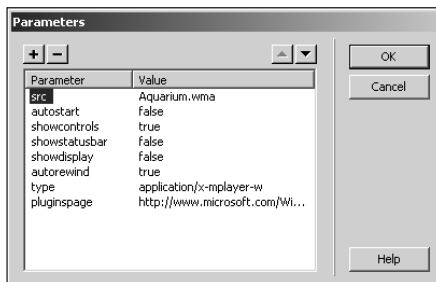 Parameters
+ −
Parameter Value
src Aquarium.wma
autostart false
showcontrols true
showstatusbar false
showdisplay false
autorewind true
type application/x-mplayer-w
pluginspage http://www.microsoft.com/Wi...
OK
Cancel
Help